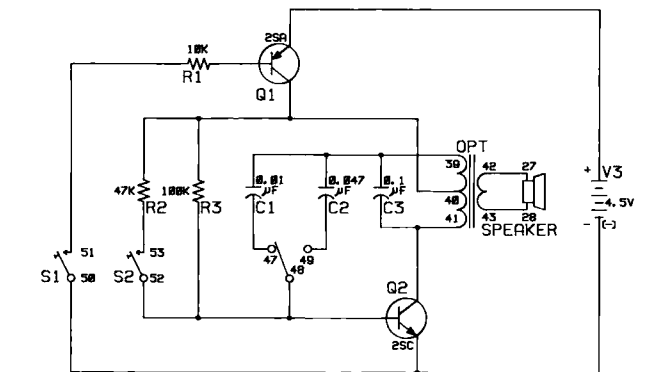 2SA
10K
R1
Q1
OPT
39
42
27
V3
+
4.5V
- (-)
0.01
µF
C1
0.047
µF
C2
0.1
µF
C3
40
41
43
28
SPEAKER
47K
R2
100K
R3
51
S1
50
53
S2
52
47
49
48
Q2
2SC